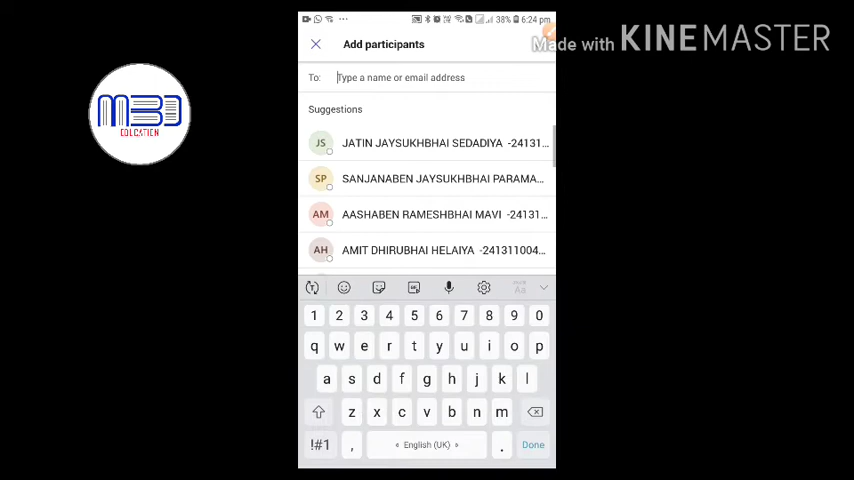 38% 6:24 pm
Add participants
Made with KINEMASTER
To: Type a name or email address
Suggestions
MBD
EDUCATION
JS JATIN JAYSUKHBHAI SEDADIYA -24131...
SP SANJANABEN JAYSUKHBHAI PARAMA...
AM AASHABEN RAMESHBHAI MAVI -24131...
AH AMIT DHIRUBHAI HELAIYA -241311004...
1 2 3 4 5 6 7 8 9 0
q w e r t y u i o p
a s d f g h j k l
z x c v b n m
!#1 , English (UK) . Done